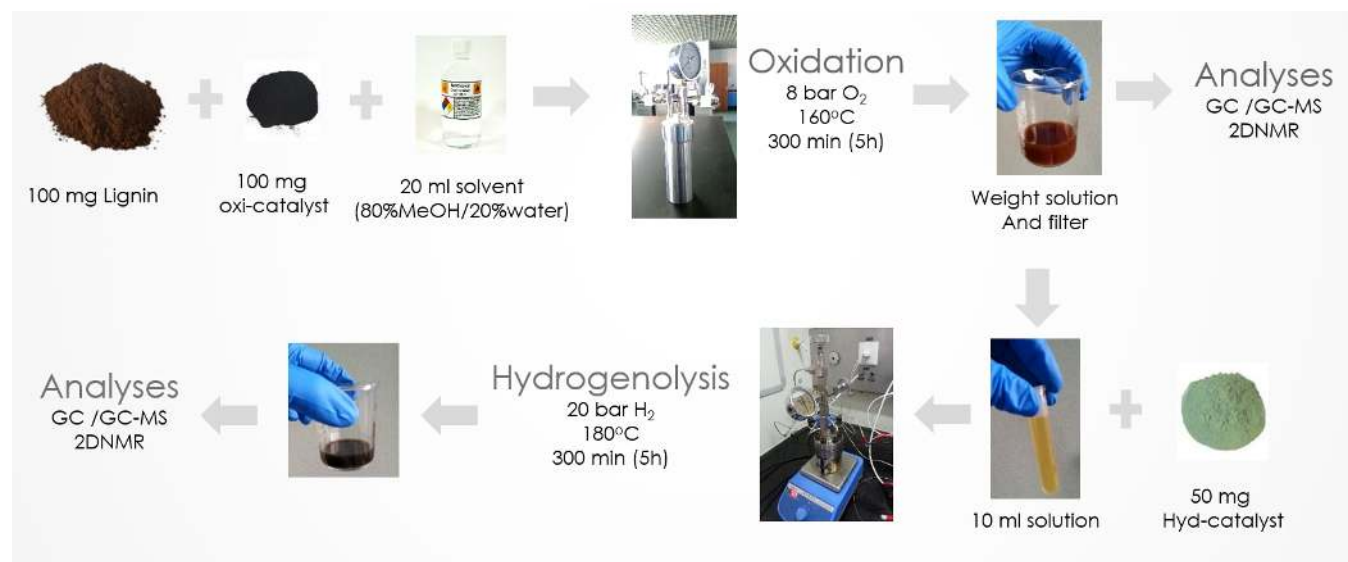 100 mg Lignin
100 mg
oxi-catalyst
20 ml solvent
(80%MeOH/20%water)
Oxidation
8 bar O₂
160°C
300 min (5h)
Weight solution
And filter
Analyses
GC /GC-MS
2DNMR
10 ml solution
50 mg
Hyd-catalyst
Hydrogenolysis
20 bar H₂
180°C
300 min (5h)
Analyses
GC /GC-MS
2DNMR